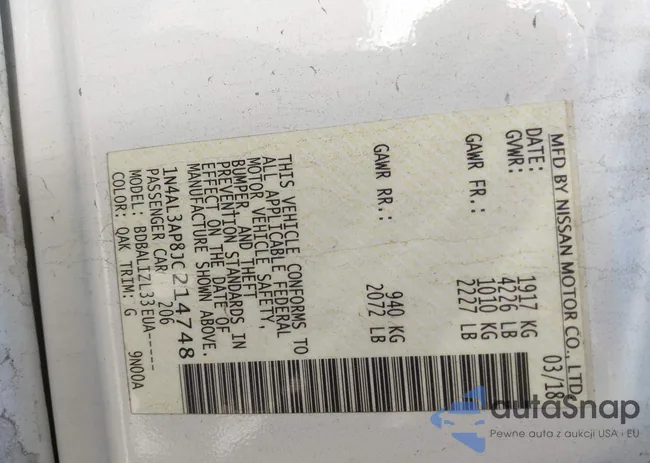 MFD BY NISSAN MOTOR CO., LTD.
DATE: 03/18
GVWR: 1917 KG
4226 LB
GAWR FR.: 1010 KG
2227 LB
GAWR RR.: 940 KG
2072 LB
THIS VEHICLE CONFORMS TO
ALL APPLICABLE FEDERAL
MOTOR VEHICLE SAFETY,
BUMPER, AND THEFT
PREVENTION STANDARDS IN
EFFECT ON THE DATE OF
MANUFACTURE SHOWN ABOVE.
1N4AL3AP8JC214748
PASSENGER CAR 206
MODEL: BDBALIZL33EUA-----
COLOR: QAK TRIM: G 9N00A
autaSnap
Pewne auta z aukcji USA i EU